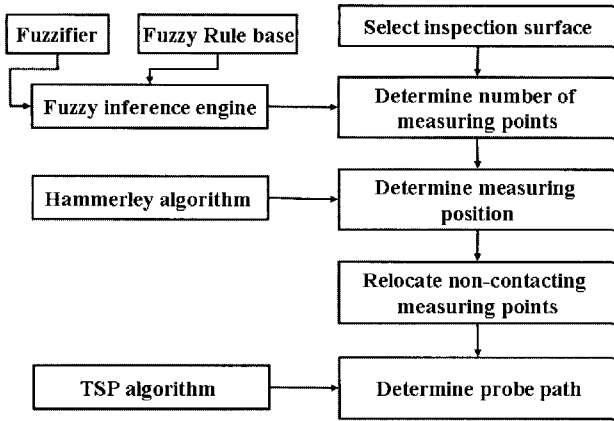 Fuzzifier
Fuzzy Rule base
Select inspection surface
Fuzzy inference engine
Determine number of
measuring points
Hammerley algorithm
Determine measuring
position
Relocate non-contacting
measuring points
TSP algorithm
Determine probe path